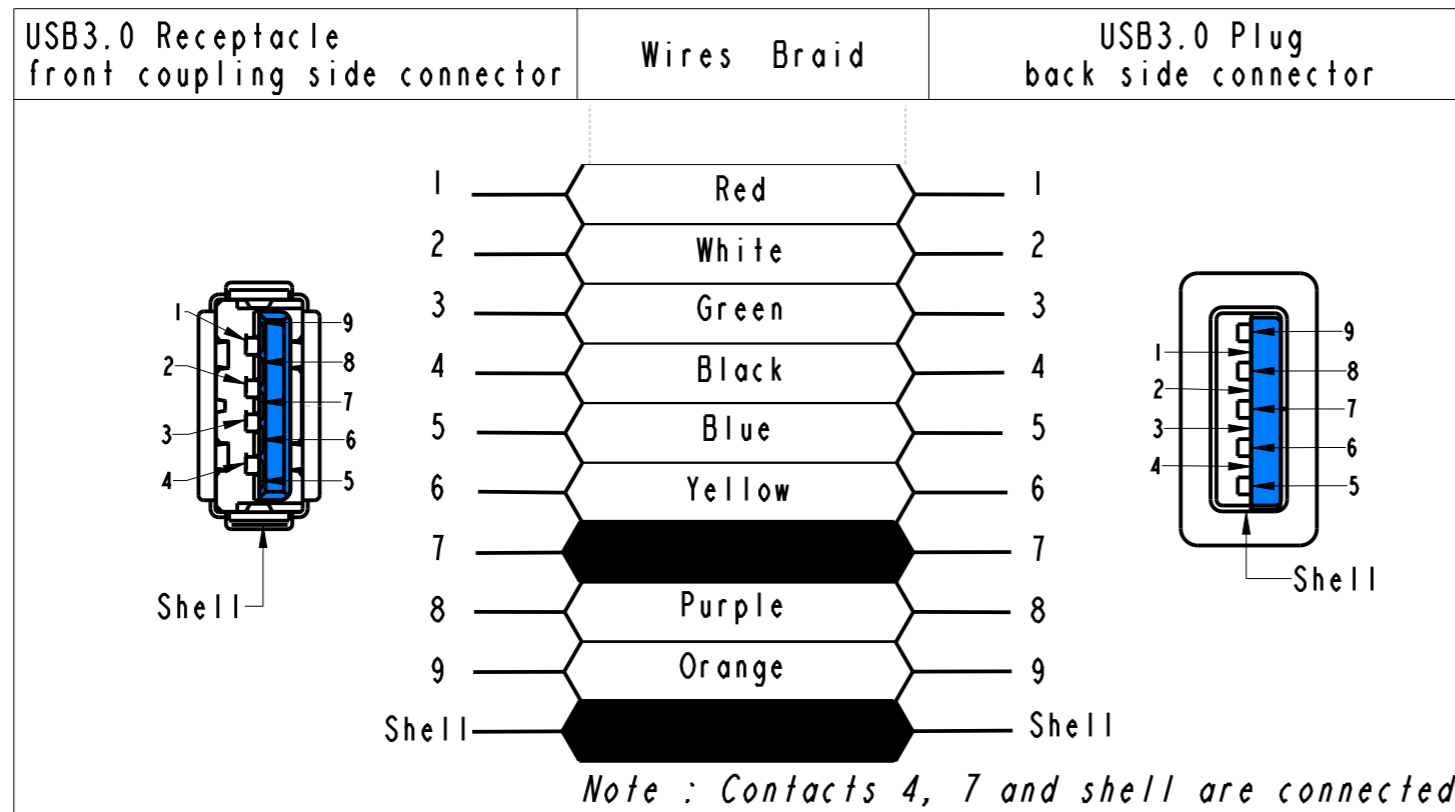 USB3.0 Receptacle
front coupling side connector
Wires Braid
USB3.0 Plug
back side connector
1 Red 1
2 White 2
3 Green 3
4 Black 4
5 Blue 5
6 Yellow 6
7 7
8 Purple 8
9 Orange 9
Shell Shell
1 9
2 8
3 7
4 6
5
Shell
9
1 8
2 7
3 6
4 5
Shell
Note : Contacts 4, 7 and shell are connected